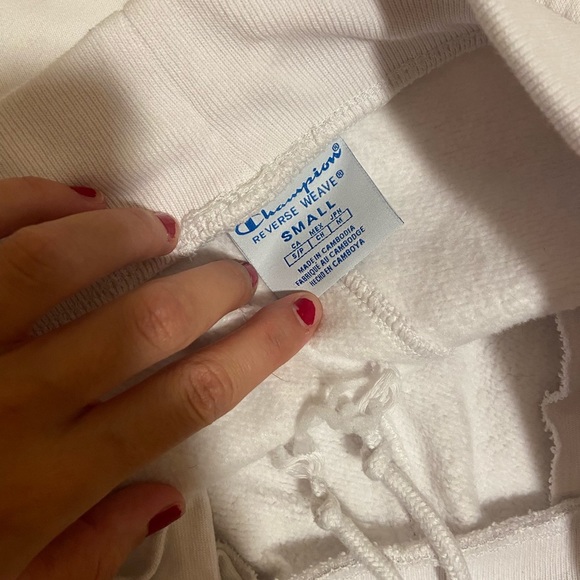 Champion®
REVERSE WEAVE®
SMALL
CA MEX JPN
S/P CH M
MADE IN CAMBODIA
FABRIQUÉ AU CAMBODGE
HECHO EN CAMBOYA